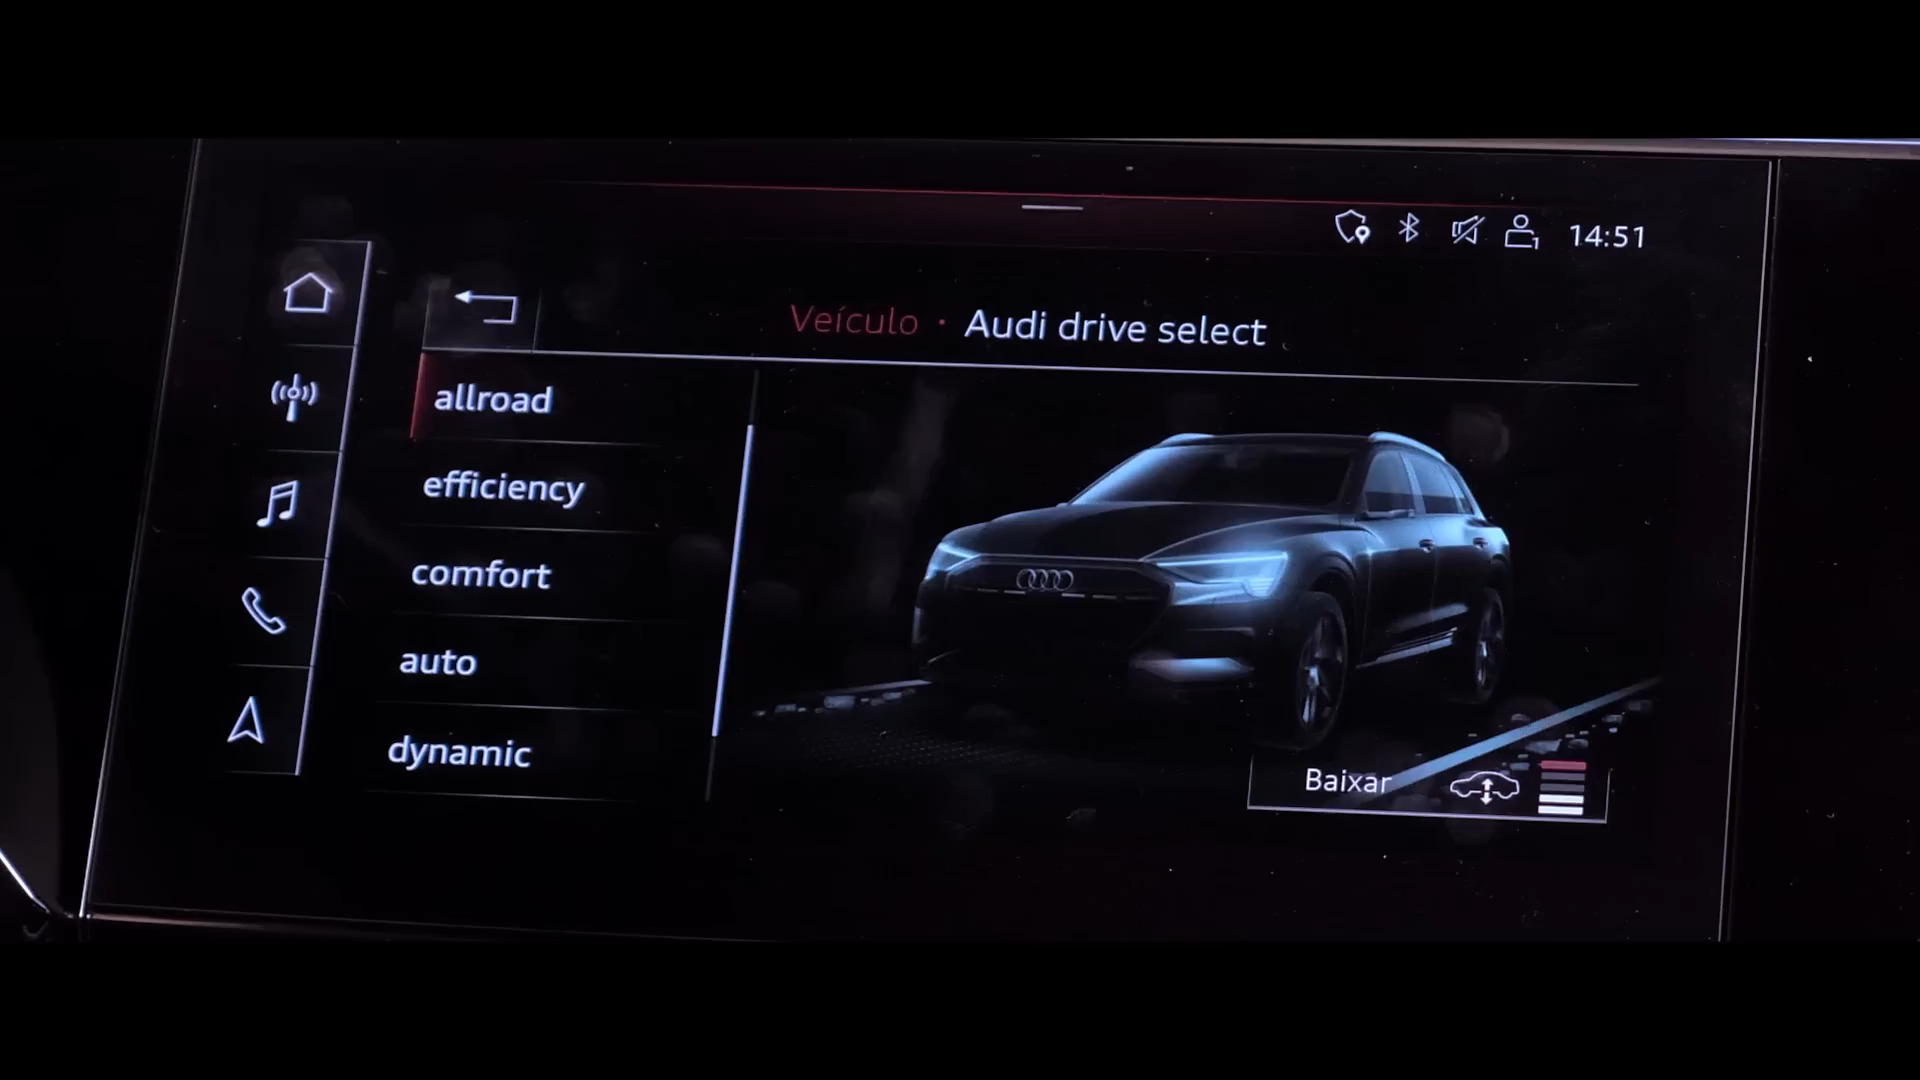 14:51
Veículo · Audi drive select
allroad
efficiency
comfort
auto
dynamic
Baixar